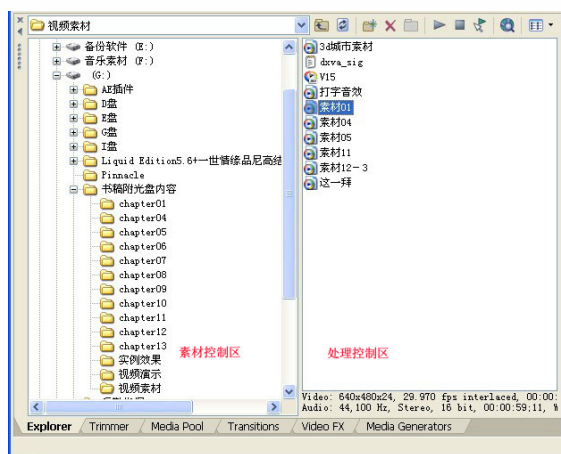 视频素材
备份软件 (E:)
音乐素材 (F:)
(G:)
AE插件
D盘
E盘
G盘
I盘
Liquid Edition5.6+一世情缘品尼高结
Pinnacle
书稿附光盘内容
chapter01
chapter04
chapter05
chapter06
chapter07
chapter08
chapter09
chapter10
chapter11
chapter12
chapter13
实例效果
视频演示
视频素材
素材控制区
3d城市素材
dxva_sig
V15
打字音效
素材01
素材04
素材05
素材11
素材12-3
这一拜
处理控制区
Video: 640x480x24, 29.970 fps interlaced, 00:00:
Audio: 44,100 Hz, Stereo, 16 bit, 00:00:59;11,
Explorer Trimmer Media Pool Transitions Video FX Media Generators